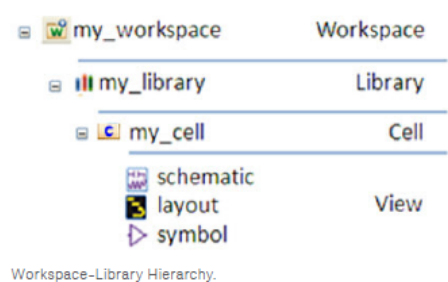 my_workspace Workspace
my_library Library
C my_cell Cell
schematic
layout View
symbol
Workspace-Library Hierarchy.